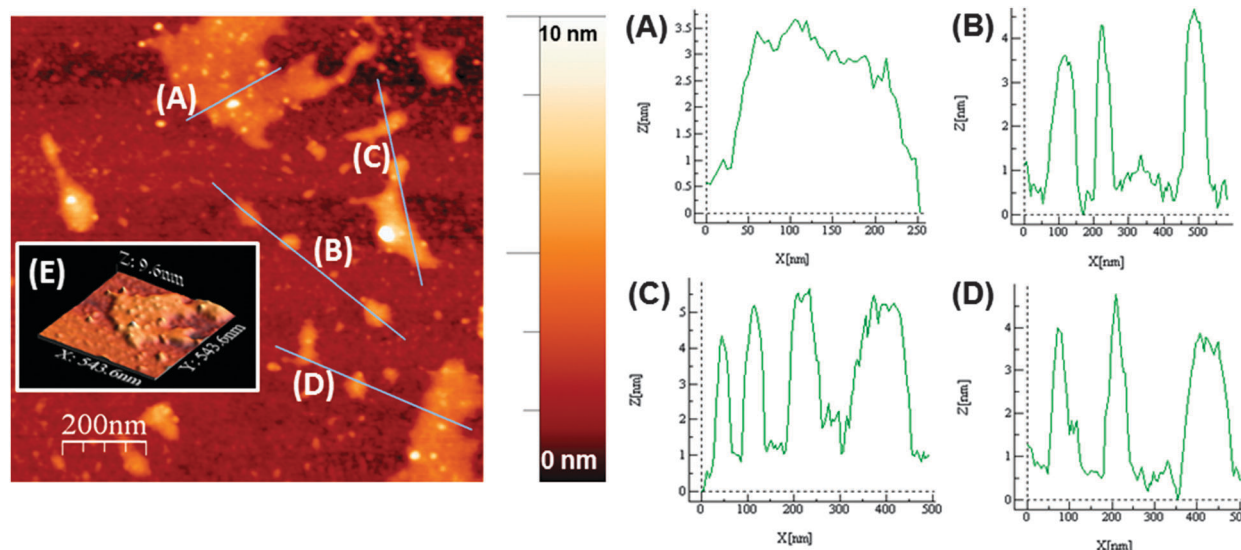 (A)
(C)
(B)
(D)
(E)
Z: 9.6nm
X: 543.6nm
Y: 543.6nm
200nm
10 nm
0 nm
(A)
3.5
3
2.5
2
1.5
1
0.5
0
Z[nm]
0 50 100 150 200 250
X[nm]
(B)
4
3
2
1
0
Z[nm]
0 100 200 300 400 500
X[nm]
(C)
5
4
3
2
1
0
Z[nm]
0 100 200 300 400 500
X[nm]
(D)
4
3
2
1
0
Z[nm]
0 100 200 300 400 500
X[nm]